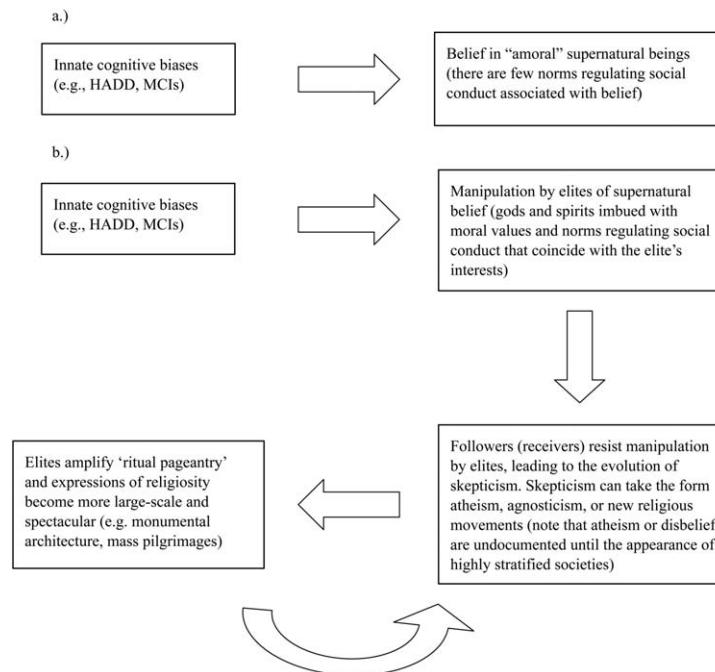 a.)
Innate cognitive biases
(e.g., HADD, MCIs)
Belief in “amoral” supernatural beings
(there are few norms regulating social
conduct associated with belief)
b.)
Innate cognitive biases
(e.g., HADD, MCIs)
Manipulation by elites of supernatural
belief (gods and spirits imbued with
moral values and norms regulating social
conduct that coincide with the elite’s
interests)
Followers (receivers) resist manipulation
by elites, leading to the evolution of
skepticism. Skepticism can take the form
atheism, agnosticism, or new religious
movements (note that atheism or disbelief
are undocumented until the appearance of
highly stratified societies)
Elites amplify ‘ritual pageantry’
and expressions of religiosity
become more large-scale and
spectacular (e.g. monumental
architecture, mass pilgrimages)